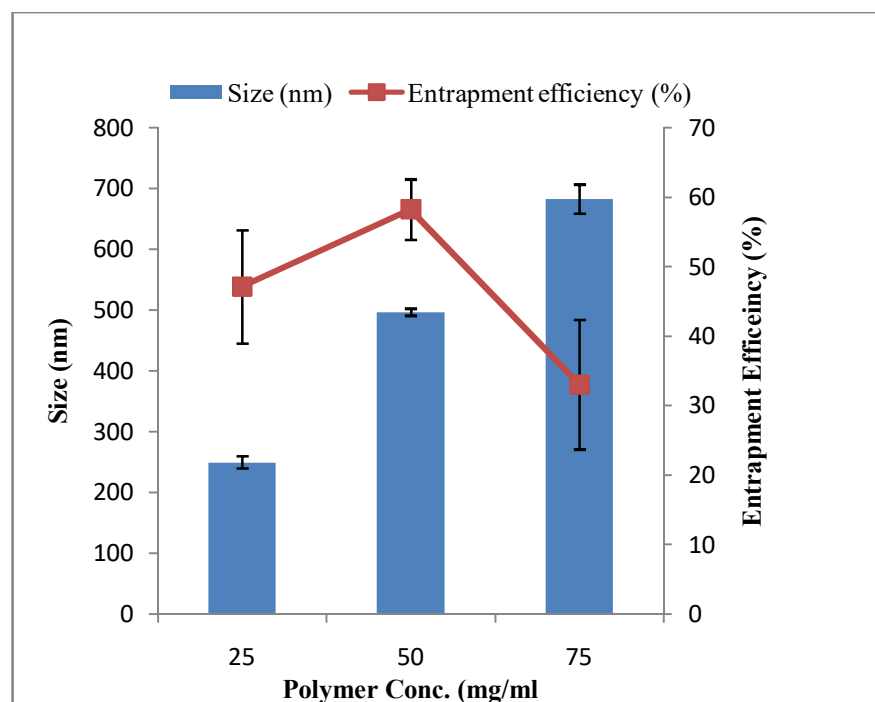 Size (nm) Entrapment efficiency (%)
800 70
700 60
600 50
500 40
400 30
300 20
200 10
100 0
0
Size (nm)
Entrapment Efficeincy (%)
25 50 75
Polymer Conc. (mg/ml